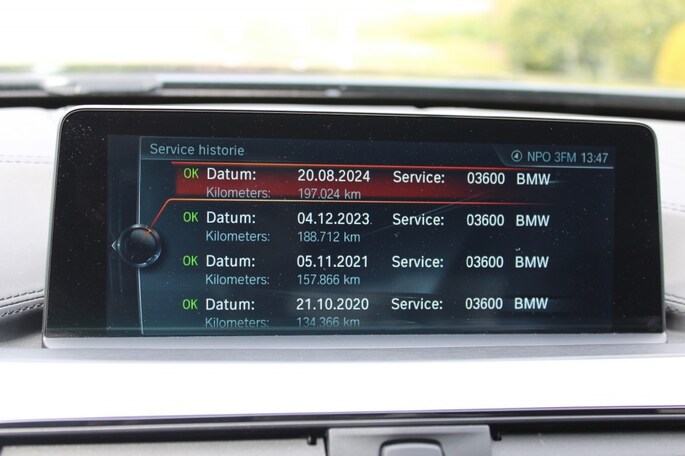 Service historie NPO 3FM 13:47
OK Datum: 20.08.2024 Service: 03600 BMW
Kilometers: 197.024 km
OK Datum: 04.12.2023 Service: 03600 BMW
Kilometers: 188.712 km
OK Datum: 05.11.2021 Service: 03600 BMW
Kilometers: 157.866 km
OK Datum: 21.10.2020 Service: 03600 BMW
Kilometers: 134.366 km